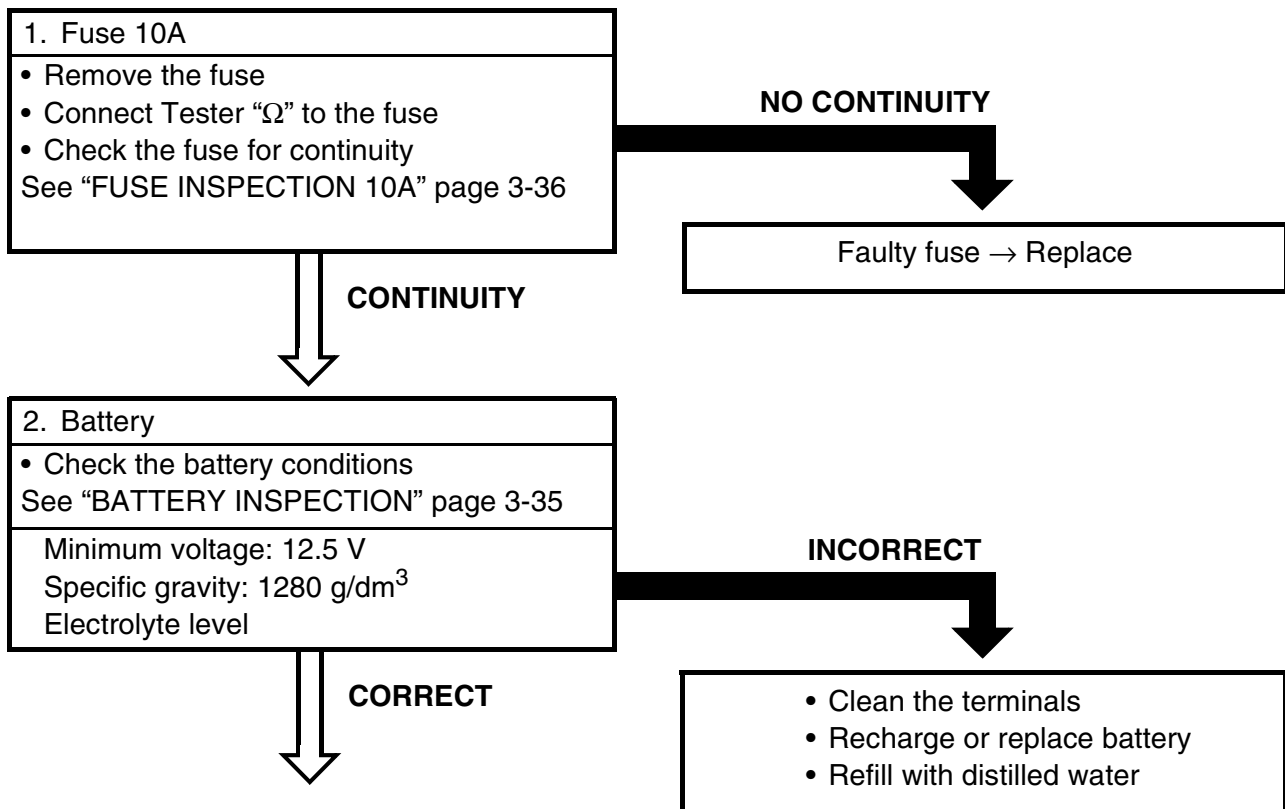 1. Fuse 10A
• Remove the fuse
• Connect Tester “Ω” to the fuse
• Check the fuse for continuity
See “FUSE INSPECTION 10A” page 3-36
NO CONTINUITY
Faulty fuse → Replace
CONTINUITY
2. Battery
• Check the battery conditions
See “BATTERY INSPECTION” page 3-35
Minimum voltage: 12.5 V
Specific gravity: 1280 g/dm³
Electrolyte level
INCORRECT
• Clean the terminals
• Recharge or replace battery
• Refill with distilled water
CORRECT